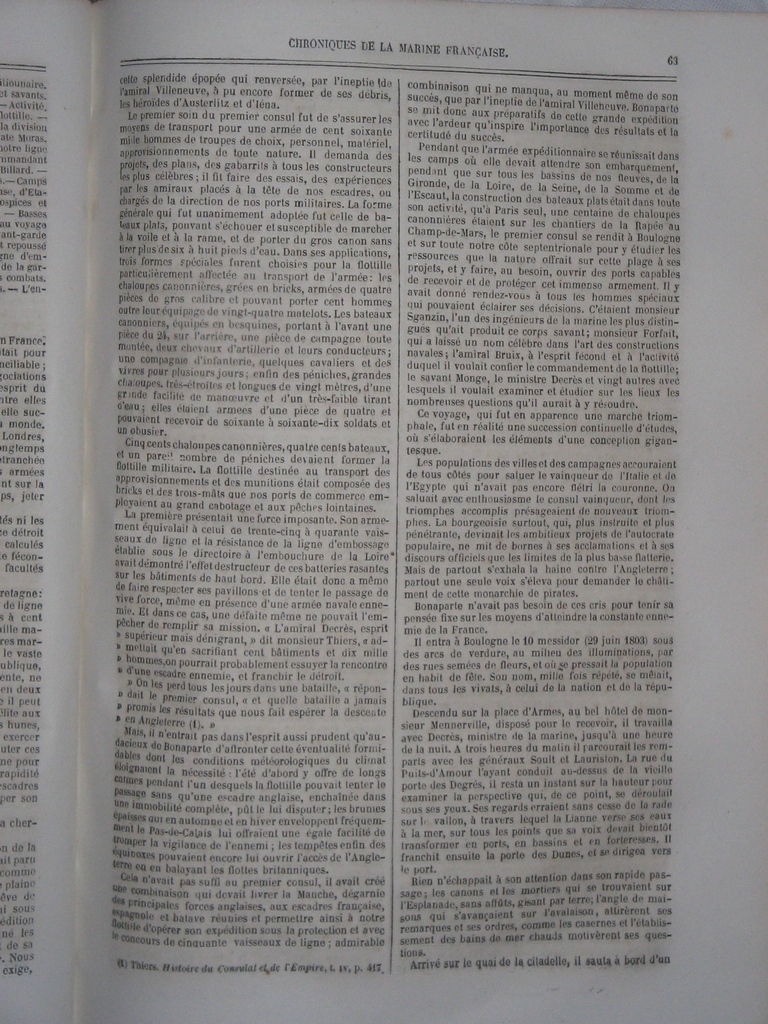 CHRONIQUES DE LA MARINE FRANÇAISE.
63
cette splendide épopée qui renversée, par l'ineptie de
l'amiral Villeneuve, a pu encore former de ses débris,
les héroïdes d'Austerlitz et d'Iéna.
Le premier soin du premier consul fut de s'assurer les
moyens de transport pour une armée de cent soixante
mille hommes de troupes de choix, personnel, matériel,
approvisionnements de toute nature. Il demanda des
projets, des plans, des gabarits à tous les constructeurs
les plus célèbres; il fit faire des essais, des expériences
par les amiraux placés à la tête de nos escadres, ou
chargés de la direction de nos ports militaires. La forme
générale qui fut unanimement adoptée fut celle de ba-
teaux plats, pouvant s'échouer et susceptible de marcher
à la voile et à la rame, et de porter du gros canon sans
tirer plus de six à huit pieds d'eau. Dans ses applications,
trois formes spéciales furent choisies pour la flottille
particulièrement affectée au transport de l'armée: les
chaloupes canonnières, grées en bricks, armées de quatre
pièces de gros calibre et pouvant porter cent hommes
outre leur équipage de vingt-quatre matelots. Les bateaux
canonniers, équipés en besquines, portant à l'avant une
pièce du 24, sur l'arrière, une pièce de campagne toute
montée, deux chevaux d'artillerie et leurs conducteurs;
une compagnie d'infanterie, quelques cavaliers et des
vivres pour plusieurs jours; enfin des péniches, grandes
chaloupes, très-étroites et longues de vingt mètres, d'une
grande facilité de manœuvre et d'un très-faible tirant
d'eau; elles étaient armées d'une pièce de quatre et
pouvaient recevoir de soixante à soixante-dix soldats et
un obusier.
Cinq cents chaloupes canonnières, quatre cents bateaux,
et un pareil nombre de péniches devaient former la
flottille militaire. La flottille destinée au transport des
approvisionnements et des munitions était composée des
bricks et des trois-mâts que nos ports de commerce em-
ployaient au grand cabotage et aux pêches lointaines.
La première présentait une force imposante. Son arme-
ment équivalait à celui de trente-cinq à quarante vais-
seaux de ligne et la résistance de la ligne d'embossage
établie sous le directoire à l'embouchure de la Loire
avait démontré l'effet destructeur de ces batteries rasantes
sur les bâtiments de haut bord. Elle était donc a même
de faire respecter ses pavillons et de tenter le passage de
vive force, même en présence d'une armée navale enne-
mie. Et dans ce cas, une défaite même ne pouvait l'em-
pêcher de remplir sa mission. « L'amiral Decrès, esprit
» supérieur mais dénigrant, » dit monsieur Thiers, « ad-
» mettait qu'en sacrifiant cent bâtiments et dix mille
» hommes, on pourrait probablement essuyer la rencontre
» d'une escadre ennemie, et franchir le détroit.
» On les perd tous les jours dans une bataille, « répon-
» dait le premier consul, « et quelle bataille a jamais
» promis les résultats que nous fait espérer la descente
» en Angleterre (1). »
Mais, il n'entrait pas dans l'esprit aussi prudent qu'au-
dacieux de Bonaparte d'affronter cette éventualité formi-
dables dont les conditions météorologiques du climat
éloignaient la nécessité : l'été d'abord y offre de longs
calmes pendant l'un desquels la flottille pouvait tenter le
passage sans qu'une escadre anglaise, enchaînée dans
une immobilité complète, pût le lui disputer; les brumes
épaisses qui en automne et en hiver enveloppent fréquem-
ment le Pas-de-Calais lui offraient une égale facilité de
tromper la vigilance de l'ennemi; les tempêtes enfin des
équinoxes pouvaient encore lui ouvrir l'accès de l'Angle-
terre en en balayant les flottes britanniques.
Cela n'avait pas suffi au premier consul, il avait créé
une combinaison qui devait livrer la Manche, dégarnie
des principales forces anglaises, aux escadres française,
espagnole et batave réunies et permettre ainsi à notre
flottille d'opérer son expédition sous la protection et avec
le concours de cinquante vaisseaux de ligne; admirable
(1) Thiers. Histoire du Consulat et de l'Empire, t. IV, p. 417.
combinaison qui ne manqua, au moment même de son
succès, que par l'ineptie de l'amiral Villeneuve. Bonaparte
se mit donc aux préparatifs de cette grande expédition
avec l'ardeur qu'inspire l'importance des résultats et la
certitude du succès.
Pendant que l'armée expéditionnaire se réunissait dans
les camps où elle devait attendre son embarquement,
pendant que sur tous les bassins de nos fleuves, de la
Gironde, de la Loire, de la Seine, de la Somme et de
l'Escaut, la construction des bateaux plats était dans toute
son activité, qu'à Paris seul, une centaine de chaloupes
canonnières étaient sur les chantiers de la Rapée au
Champ-de-Mars, le premier consul se rendit à Boulogne
et sur toute notre côte septentrionale pour y étudier les
ressources que la nature offrait sur cette plage à ses
projets, et y faire, au besoin, ouvrir des ports capables
de recevoir et de protéger cet immense armement. Il y
avait donné rendez-vous à tous les hommes spéciaux
qui pouvaient éclairer ses décisions. C'étaient monsieur
Sganzin, l'un des ingénieurs de la marine les plus distin-
gués qu'ait produit ce corps savant; monsieur Forfait,
qui a laissé un nom célèbre dans l'art des constructions
navales; l'amiral Bruix, à l'esprit fécond et à l'activité
duquel il voulait confier le commandement de la flottille;
le savant Monge, le ministre Decrès et vingt autres avec
lesquels il voulait examiner et étudier sur les lieux les
nombreuses questions qu'il aurait à y résoudre.
Ce voyage, qui fut en apparence une marche triom-
phale, fut en réalité une succession continuelle d'études,
où s'élaboraient les éléments d'une conception gigan-
tesque.
Les populations des villes et des campagnes accouraient
de tous côtés pour saluer le vainqueur de l'Italie et de
l'Egypte qui n'avait pas encore flétri la couronne. On
saluait avec enthousiasme le consul vainqueur, dont les
triomphes accomplis présageaient de nouveaux triom-
phes. La bourgeoisie surtout, qui, plus instruite et plus
pénétrante, devinait les ambitieux projets de l'autocrate
populaire, ne mit de bornes à ses acclamations et à ses
discours officiels que les limites de la plus basse flatterie.
Mais de partout s'exhala la haine contre l'Angleterre;
partout une seule voix s'éleva pour demander le châti-
ment de cette monarchie de pirates.
Bonaparte n'avait pas besoin de ces cris pour tenir sa
pensée fixe sur les moyens d'atteindre la constante enne-
mie de la France.
Il entra à Boulogne le 10 messidor (29 juin 1803) sous
des arcs de verdure, au milieu des illuminations, par
des rues semées de fleurs, et où se pressait la population
en habit de fête. Son nom, mille fois répété, se mêlait,
dans tous les vivats, à celui de la nation et de la répu-
blique.
Descendu sur la place d'Armes, au bel hôtel de mon-
sieur Menneville, disposé pour le recevoir, il travailla
avec Decrès, ministre de la marine, jusqu'à une heure
de la nuit. A trois heures du matin il parcourait les rem-
parts avec les généraux Soult et Lauriston. La rue du
Puits-d'Amour l'ayant conduit au-dessus de la vieille
porte des Degrés, il resta un instant sur la hauteur pour
examiner la perspective qui, de ce point, se déroulait
sous ses yeux. Ses regards erraient sans cesse de la rade
sur le vallon, à travers lequel la Lianne verse ses eaux
à la mer, sur tous les points que sa voix devait bientôt
transformer en ports, en bassins et en forteresses. Il
franchit ensuite la porte des Dunes, et se dirigea vers
le port.
Rien n'échappait à son attention dans son rapide pas-
sage; les canons et les mortiers qui se trouvaient sur
l'Esplanade, sans affûts, gisant par terre; l'angle de mai-
sons qui s'avançaient sur l'avalaison, attirèrent ses
remarques et ses ordres, comme les casernes et l'établis-
sement des bains de mer chauds motivèrent ses ques-
tions.
Arrivé sur le quai de la citadelle, il sauta à bord d'un